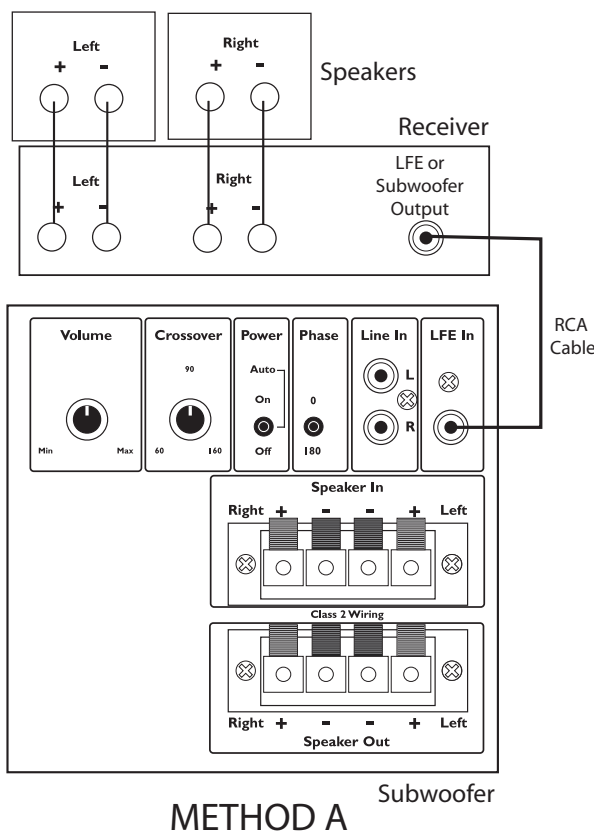 Left
+ -
Right
+ -
Speakers
Receiver
Left
+ -
Right
+ -
LFE or
Subwoofer
Output
RCA
Cable
Volume
Min Max
Crossover
90
60 160
Power
Auto
On
Off
Phase
0
180
Line In
L
R
LFE In
Speaker In
Right + - - + Left
Class 2 Wiring
Right + - - + Left
Speaker Out
Subwoofer
METHOD A